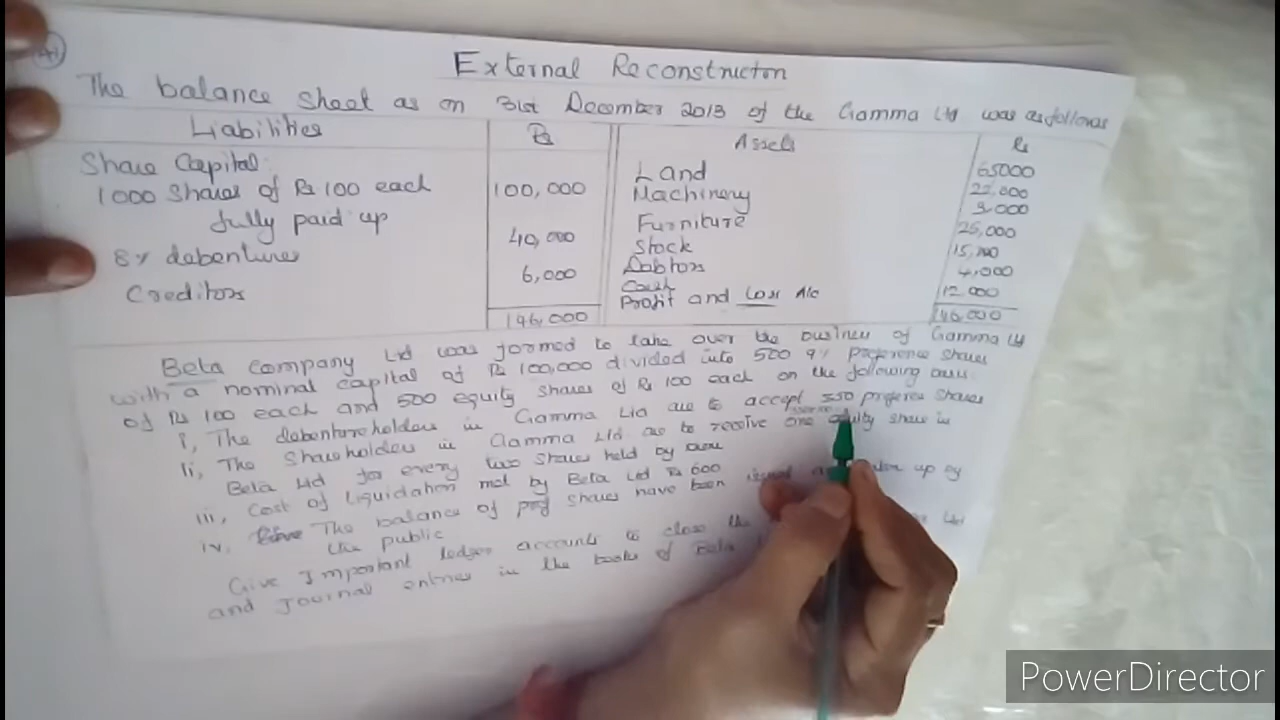 A1
External Reconstructon
The balance sheet as on 31st December 2013 of the Gamma Ltd was as follows
Liabilities Rs Assets Rs
Share Capital:
1000 shares of Rs 100 each 100,000
fully paid up
8% debentures 40,000
Creditors 6,000
146,000
Land 65000
Machinery 22,000
Furniture 3,000
Stock 25,000
Debtors 15,000
Cash 4,000
Profit and Loss A/c 12,000
146,000
Beta Company Ltd was formed to take over the business of Gamma Ltd
with a nominal capital of Rs 100,000 divided into 500 9% preference shares
of Rs 100 each and 500 equity shares of Rs 100 each on the following basis.
i, The debentureholders in Gamma Ltd are to accept 350 shares
ii, The Shareholders in Gamma Ltd are to receive one equity share in
Beta Ltd for every two shares held by
iii, Cost of liquidation met by Beta Ltd Rs 600
iv, The balance of pref shares have been issued up by
the public
Give Important ledger accounts to close the Ltd
and Journal entries in the books of Beta
PowerDirector